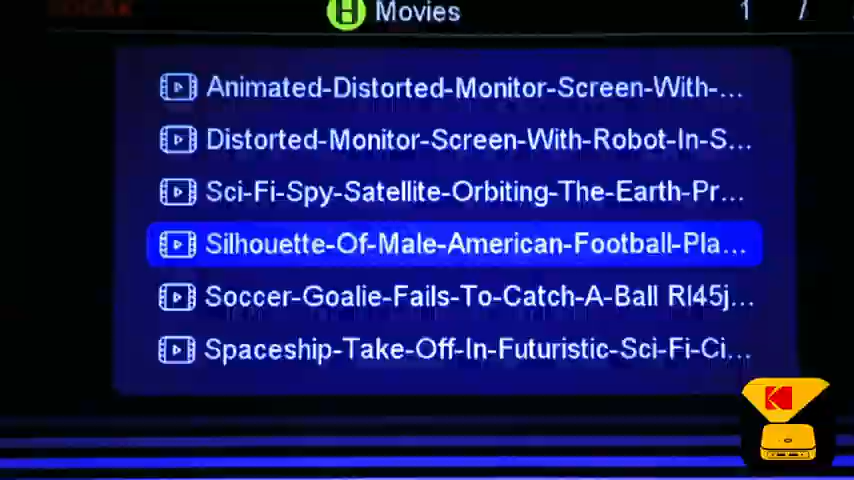 Movies
1 /
Animated-Distorted-Monitor-Screen-With-...
Distorted-Monitor-Screen-With-Robot-In-S...
Sci-Fi-Spy-Satellite-Orbiting-The-Earth-Pr...
Silhouette-Of-Male-American-Football-Pla...
Soccer-Goalie-Fails-To-Catch-A-Ball RI45j...
Spaceship-Take-Off-In-Futuristic-Sci-Fi-Ci...